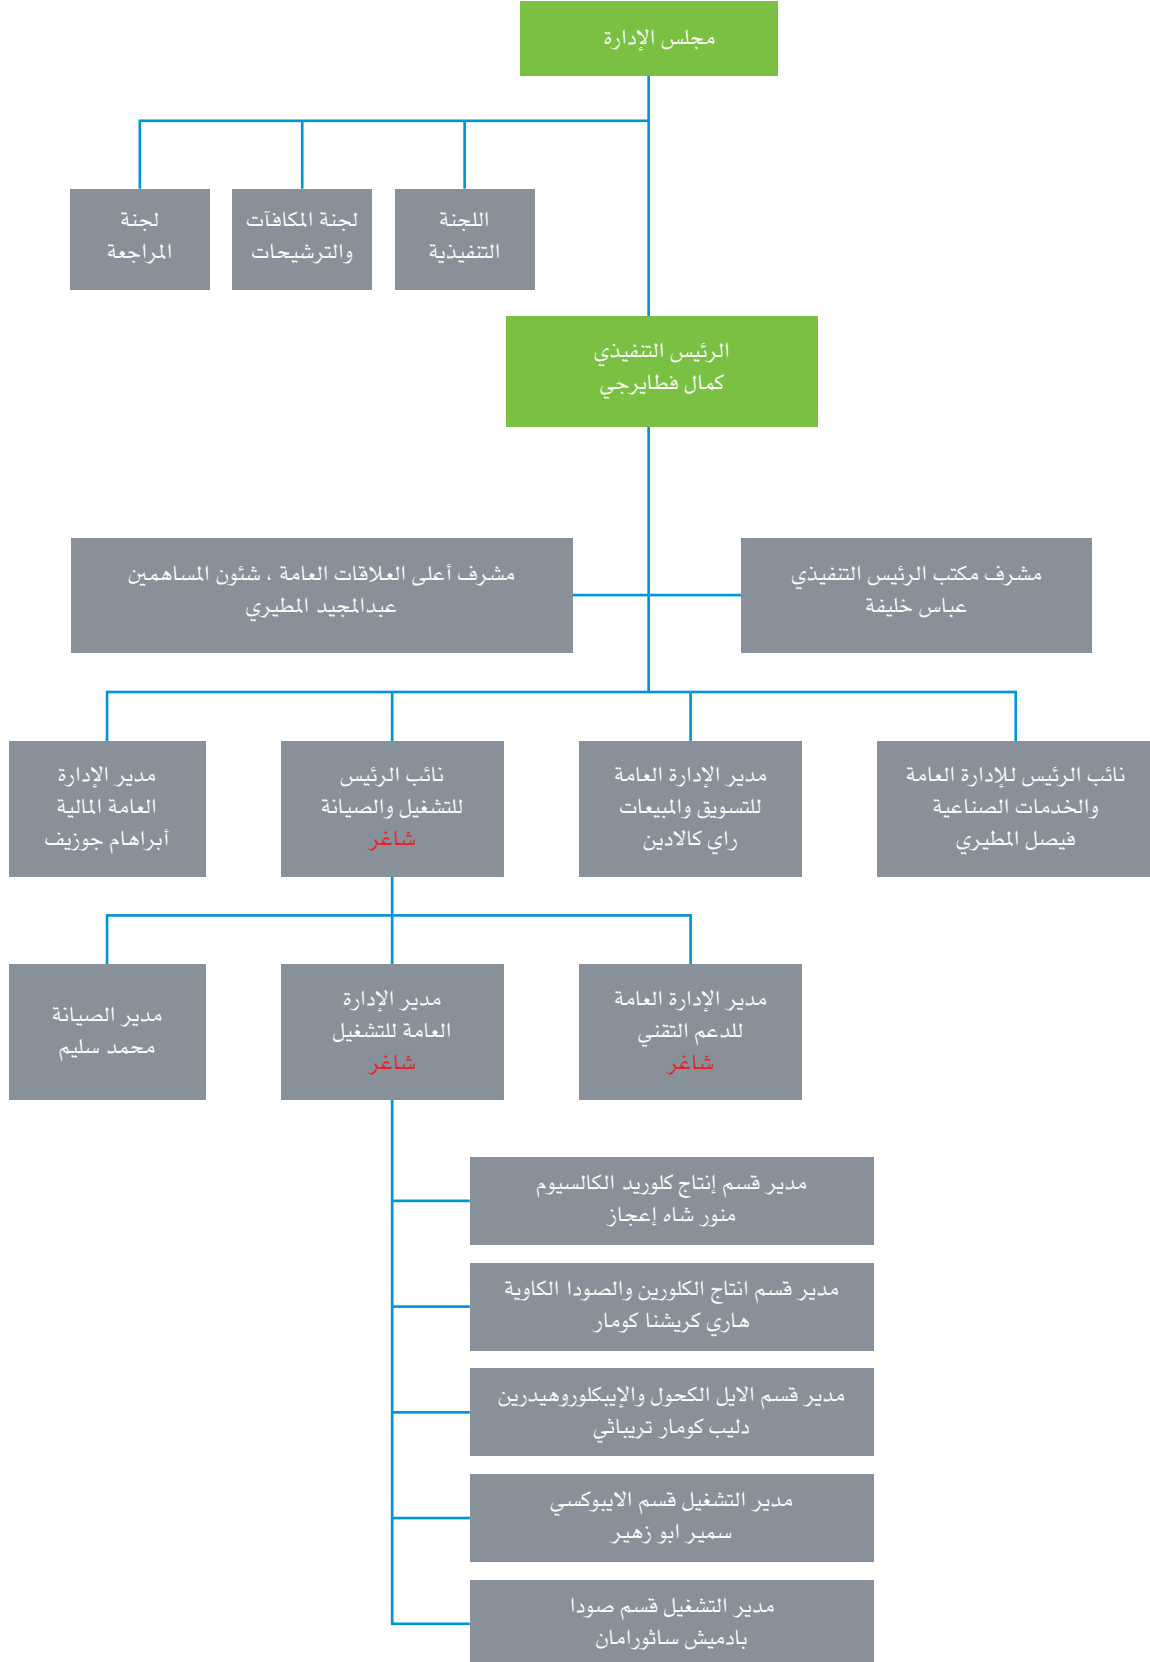 مجلس الإدارة
اللجنة
التنفيذية
لجنة المكافآت
والترشيحات
لجنة
المراجعة
الرئيس التنفيذي
كمال فطايرجي
مشرف مكتب الرئيس التنفيذي
عباس خليفة
مشرف أعلى العلاقات العامة ، شئون المساهمين
عبدالمجيد المطيري
نائب الرئيس للإدارة العامة
والخدمات الصناعية
فيصل المطيري
مدير الإدارة العامة
للتسويق والمبيعات
راي كالادين
نائب الرئيس
للتشغيل والصيانة
شاغر
مدير الإدارة
العامة المالية
أبراهام جوزيف
مدير الإدارة العامة
للدعم التقني
شاغر
مدير الإدارة
العامة للتشغيل
شاغر
مدير الصيانة
محمد سليم
مدير قسم إنتاج كلوريد الكالسيوم
منور شاه إعجاز
مدير قسم انتاج الكلورين والصودا الكاوية
هاري كريشنا كومار
مدير قسم الايل الكحول والإيبكلوروهيدرين
دليب كومار تريباثي
مدير التشغيل قسم الايبوكسي
سمير ابو زهير
مدير التشغيل قسم صودا
بادميش ساثورامان